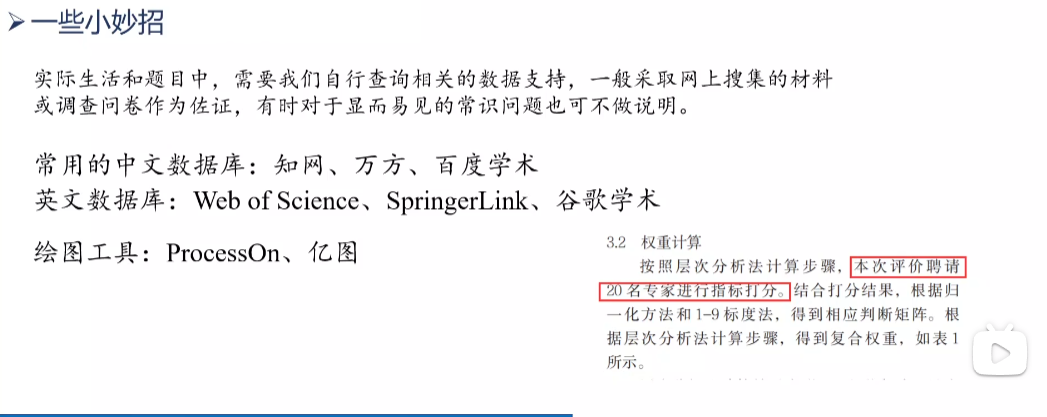 一些小妙招
实际生活和题目中，需要我们自行查询相关的数据支持，一般采取网上搜集的材料
或调查问卷作为佐证，有时对于显而易见的常识问题也可不做说明。
常用的中文数据库：知网、万方、百度学术
英文数据库：Web of Science、SpringerLink、谷歌学术
绘图工具：ProcessOn、亿图
3.2 权重计算
按照层次分析法计算步骤，本次评价聘请
20 名专家进行指标打分。结合打分结果，根据归
一化方法和 1–9 标度法，得到相应判断矩阵。根
据层次分析法计算步骤，得到复合权重，如表 1
所示。